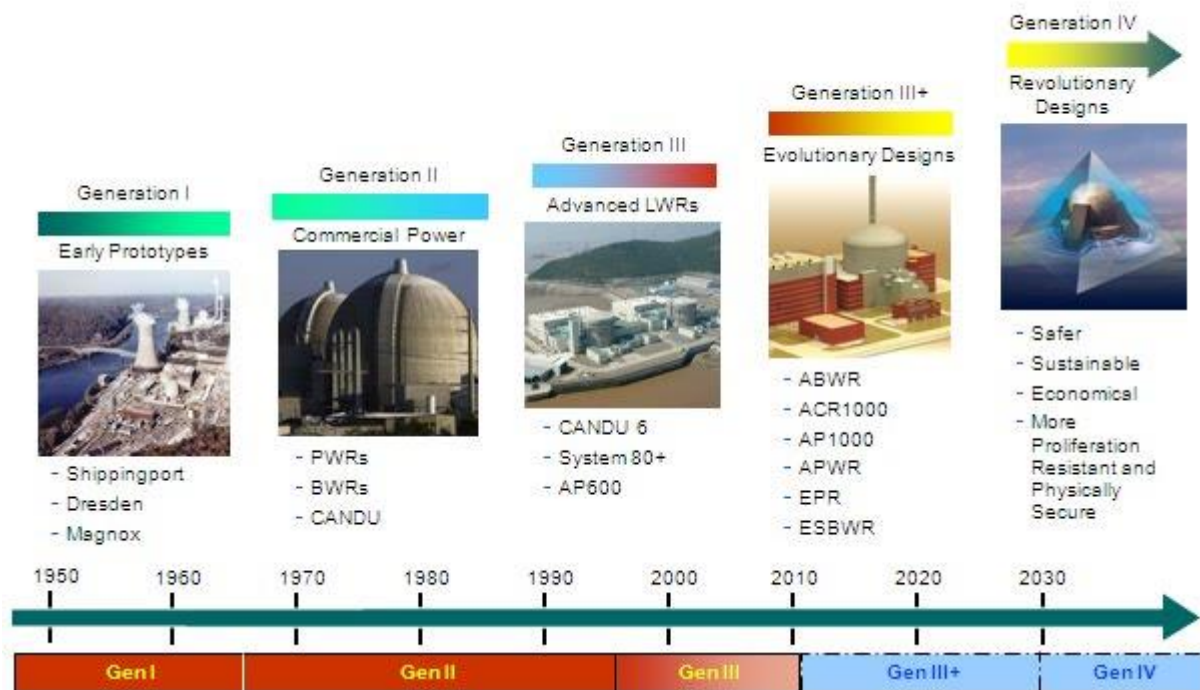 Generation I
Early Prototypes
- Shippingport
- Dresden
- Magnox
Generation II
Commercial Power
- PWRs
- BWRs
- CANDU
Generation III
Advanced LWRs
- CANDU 6
- System 80+
- AP600
Generation III+
Evolutionary Designs
- ABWR
- ACR1000
- AP1000
- APWR
- EPR
- ESBWR
Generation IV
Revolutionary
Designs
- Safer
- Sustainable
- Economical
- More
Proliferation
Resistant and
Physically
Secure
1950 1960 1970 1980 1990 2000 2010 2020 2030
Gen I Gen II Gen III Gen III+ Gen IV